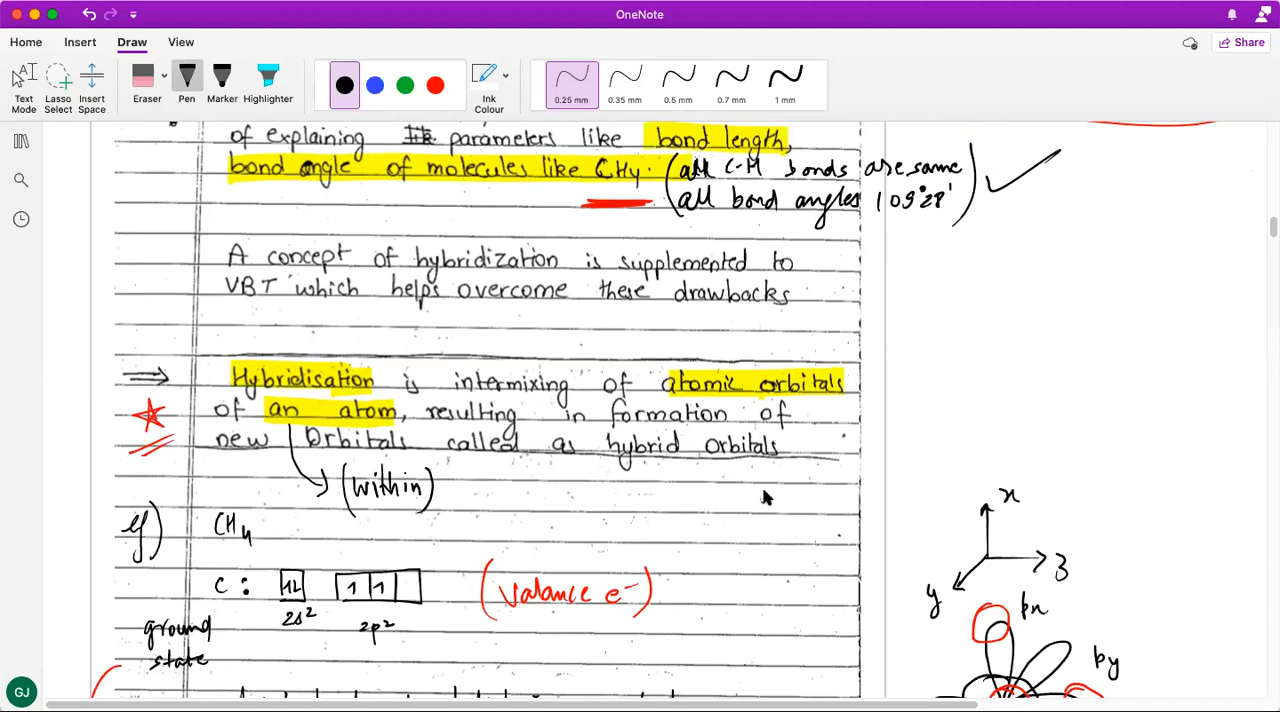 OneNote
Home Insert Draw View
Share
Text Mode
Lasso Select
Insert Space
Eraser
Pen
Marker
Highlighter
Ink Colour
0.25 mm
0.35 mm
0.5 mm
0.7 mm
1 mm
of explaining parameters like bond length,
bond angle of molecules like CH4. (all C-H bonds are same
all bond angles 109°28')
A concept of hybridization is supplemented to
VBT which helps overcome these drawbacks
⇒ Hybridisation is intermixing of atomic orbitals
of an atom, resulting in formation of
new Orbitals called as hybrid orbitals
(within)
eg) CH4
C : 1L 1 1 (valance e-)
2s² 2p²
ground
state
x
y
z
px
py
GJ